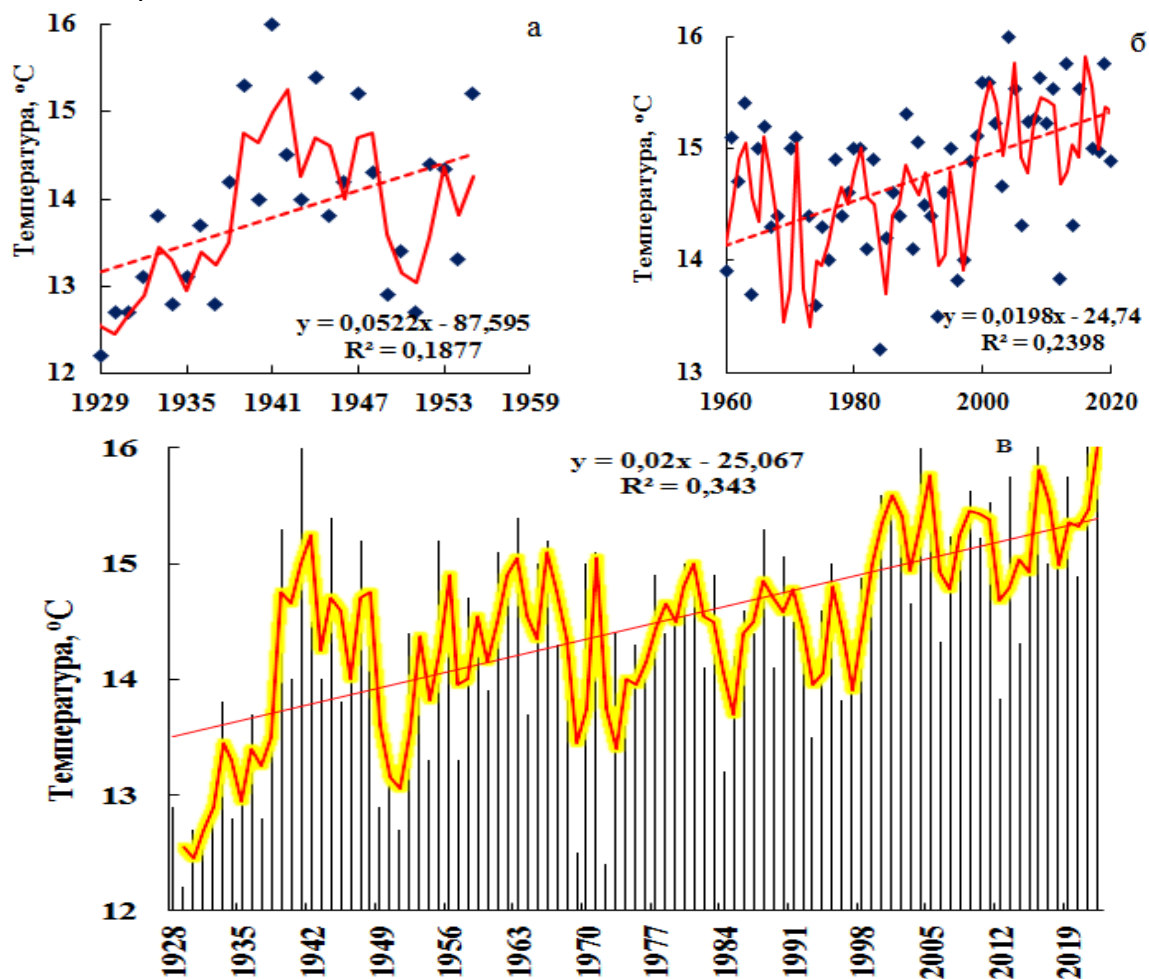 а
16
15
14
13
12
Температура, ºС
y = 0,0522x - 87,595
R² = 0,1877
1929 1935 1941 1947 1953 1959
б
16
15
14
13
Температура, ºС
y = 0,0198x - 24,74
R² = 0,2398
1960 1980 2000 2020
в
16
15
14
13
12
Температура, ºС
y = 0,02x - 25,067
R² = 0,343
1928 1935 1942 1949 1956 1963 1970 1977 1984 1991 1998 2005 2012 2019